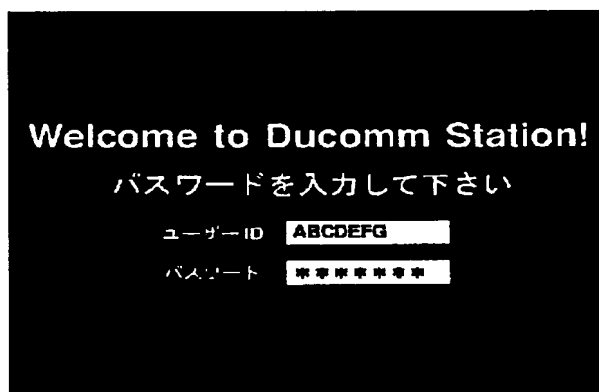 Welcome to Ducomm Station!
パスワードを入力して下さい
ユーザーID ABCDEFG
パスワード *******